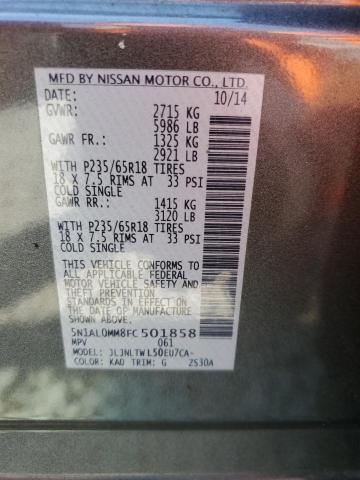 MFD BY NISSAN MOTOR CO., LTD.
DATE: 10/14
GVWR: 2715 KG
5986 LB
GAWR FR.: 1325 KG
2921 LB
WITH P235/65R18 TIRES
18 X 7.5 RIMS AT 33 PSI
COLD SINGLE
GAWR RR.: 1415 KG
3120 LB
WITH P235/65R18 TIRES
18 X 7.5 RIMS AT 33 PSI
COLD SINGLE
THIS VEHICLE CONFORMS TO
ALL APPLICABLE FEDERAL
MOTOR VEHICLE SAFETY AND
THEFT PREVENTION
STANDARDS IN EFFECT ON
THE DATE OF MANUFACTURE
SHOWN ABOVE.
5N1AL0MM8FC501858
MPV 061
MODEL: JLJNLTWL50EU7CA-
COLOR: KAD TRIM: G 2S30A